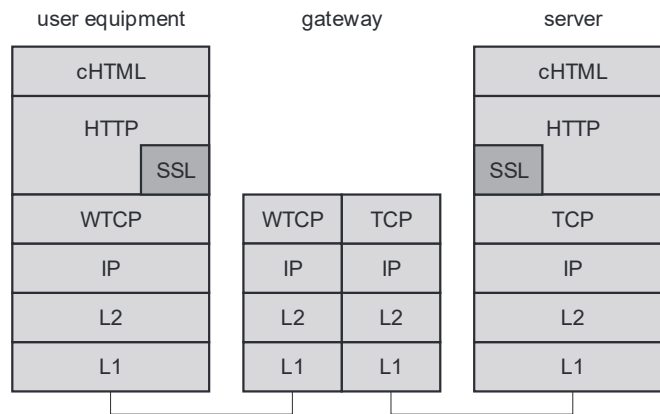 user equipment gateway server
cHTML cHTML
HTTP HTTP
SSL SSL
WTCP WTCP TCP TCP
IP IP IP IP
L2 L2 L2 L2
L1 L1 L1 L1